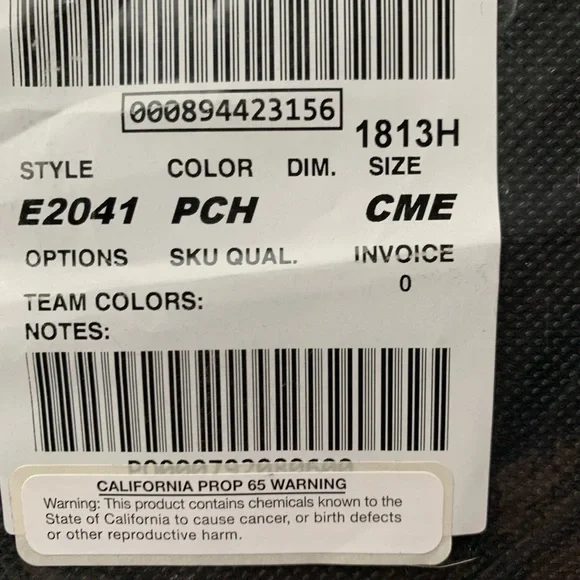 000894423156
1813H
STYLE COLOR DIM. SIZE
E2041 PCH CME
OPTIONS SKU QUAL. INVOICE
0
TEAM COLORS:
NOTES:
CALIFORNIA PROP 65 WARNING
Warning: This product contains chemicals known to the
State of California to cause cancer, or birth defects
or other reproductive harm.